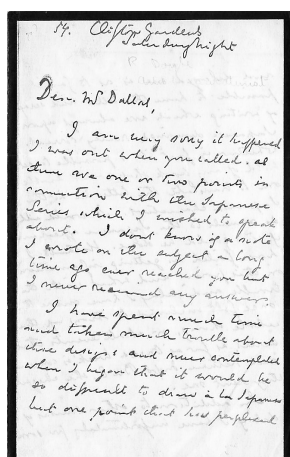 54. Clifton Gardens
Saturday night
Dear Mr Dallas,
I am very sorry it happened
I was out when you called. as
there are one or two points in
connection with the Japanese
Series which I wished to speak
about. I dont know if a note
I wrote on the subject a long
time ago ever reached you but
I never received any answer.
I have spent much time
and taken much trouble about
these designs and never contemplated
when I began that it would be
so difficult to draw à la Japanese
but one point that has perplexed